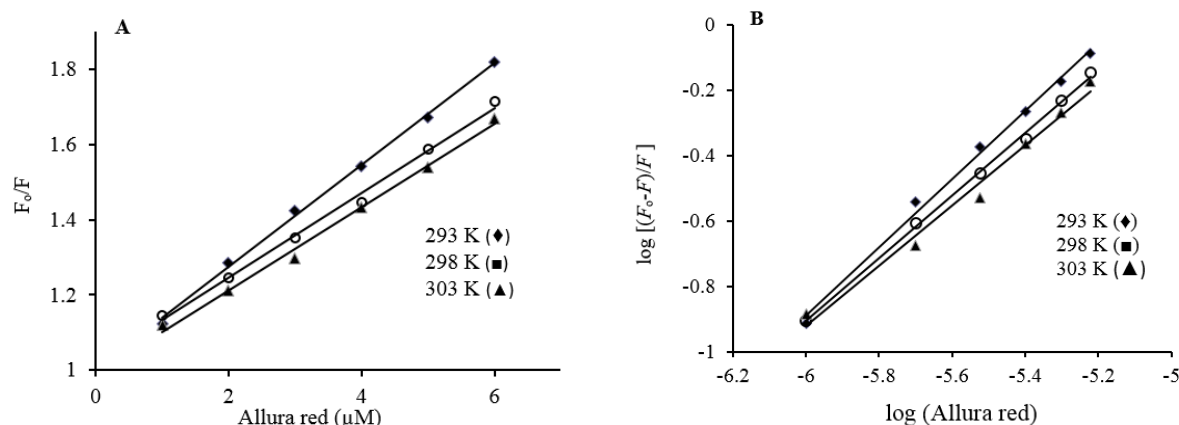 A
1.8
1.6
1.4
1.2
1
0
2
4
6
F₀/F
Allura red (µM)
293 K (♦)
298 K (■)
303 K (▲)
B
0
-0.2
-0.4
-0.6
-0.8
-1
-6.2
-6
-5.8
-5.6
-5.4
-5.2
-5
log [(F₀-F)/F ]
log (Allura red)
293 K (♦)
298 K (■)
303 K (▲)